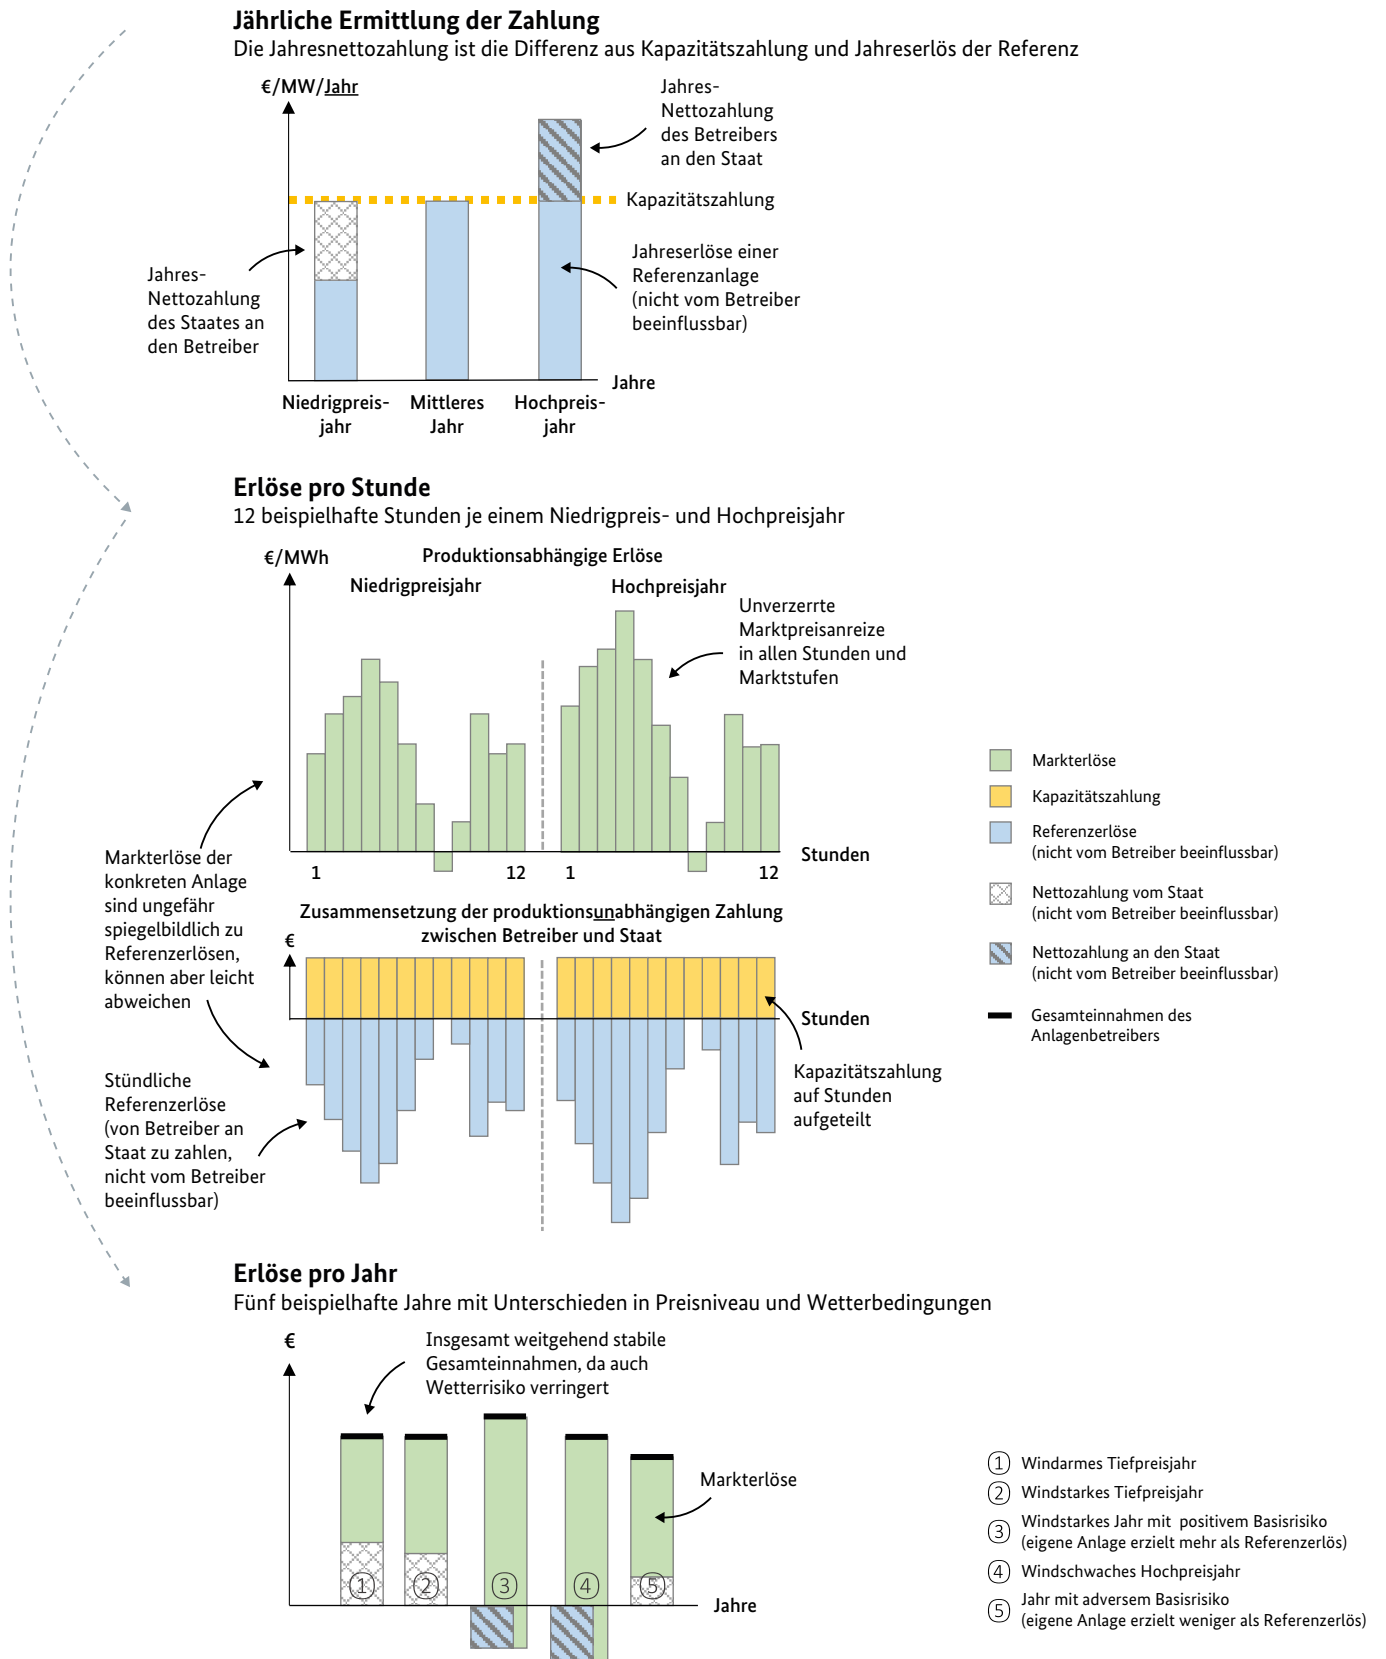 Jährliche Ermittlung der Zahlung
Die Jahresnettozahlung ist die Differenz aus Kapazitätszahlung und Jahreserlös der Referenz
€/MW/Jahr
Jahres-
Nettozahlung
des Betreibers
an den Staat
Kapazitätszahlung
Jahreserlöse einer
Referenzanlage
(nicht vom Betreiber
beeinflussbar)
Jahres-
Nettozahlung
des Staates an
den Betreiber
Jahre
Niedrigpreis-
jahr
Mittleres
Jahr
Hochpreis-
jahr
Erlöse pro Stunde
12 beispielhafte Stunden je einem Niedrigpreis- und Hochpreisjahr
€/MWh
Produktionsabhängige Erlöse
Niedrigpreisjahr
Hochpreisjahr
Unverzerrte
Marktpreisanreize
in allen Stunden und
Marktstufen
Markterlöse der
konkreten Anlage
sind ungefähr
spiegelbildlich zu
Referenzerlösen,
können aber leicht
abweichen
Stunden
1
12
1
12
Zusammensetzung der produktionsunabhängigen Zahlung
zwischen Betreiber und Staat
€
Stunden
Kapazitätszahlung
auf Stunden
aufgeteilt
Stündliche
Referenzerlöse
(von Betreiber an
Staat zu zahlen,
nicht vom Betreiber
beeinflussbar)
Markterlöse
Kapazitätszahlung
Referenzerlöse
(nicht vom Betreiber beeinflussbar)
Nettozahlung vom Staat
(nicht vom Betreiber beeinflussbar)
Nettozahlung an den Staat
(nicht vom Betreiber beeinflussbar)
Gesamteinnahmen des
Anlagenbetreibers
Erlöse pro Jahr
Fünf beispielhafte Jahre mit Unterschieden in Preisniveau und Wetterbedingungen
€
Insgesamt weitgehend stabile
Gesamteinnahmen, da auch
Wetterrisiko verringert
Markterlöse
1
2
3
4
5
Jahre
1 Windarmes Tiefpreisjahr
2 Windstarkes Tiefpreisjahr
3 Windstarkes Jahr mit positivem Basisrisiko
(eigene Anlage erzielt mehr als Referenzerlös)
4 Windschwaches Hochpreisjahr
5 Jahr mit adversem Basisrisiko
(eigene Anlage erzielt weniger als Referenzerlös)